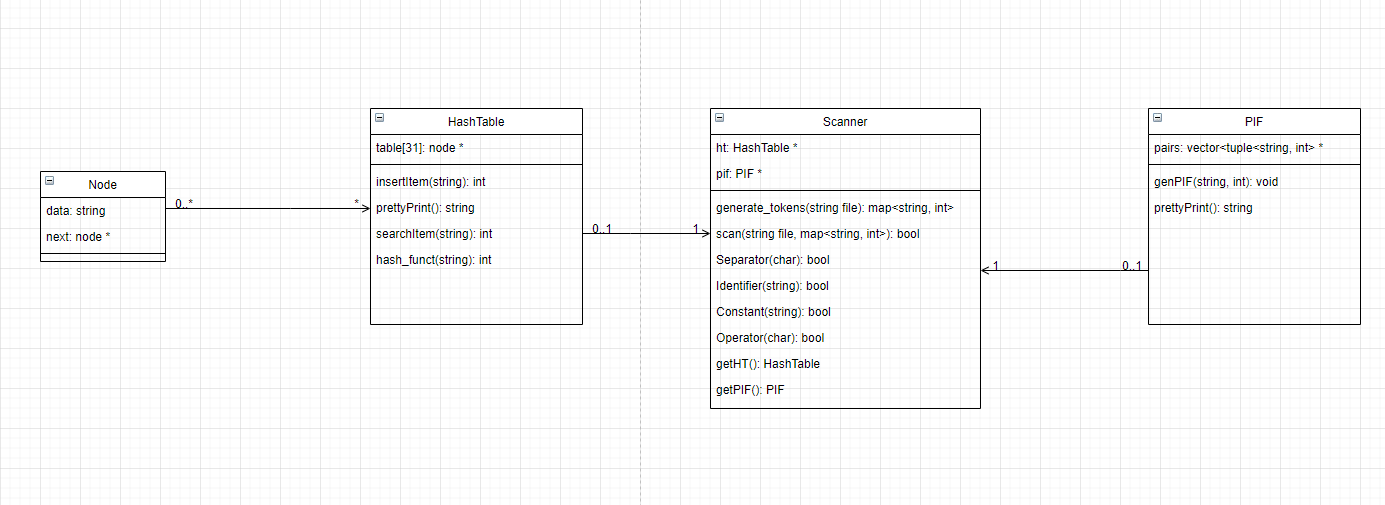 Node
data: string
next: node *
0..*
*
HashTable
table[31]: node *
insertItem(string): int
prettyPrint(): string
searchItem(string): int
hash_funct(string): int
0..1
1
Scanner
ht: HashTable *
pif: PIF *
generate_tokens(string file): map<string, int>
scan(string file, map<string, int>): bool
Separator(char): bool
Identifier(string): bool
Constant(string): bool
Operator(char): bool
getHT(): HashTable
getPIF(): PIF
1
0..1
PIF
pairs: vector<tuple<string, int> *
genPIF(string, int): void
prettyPrint(): string